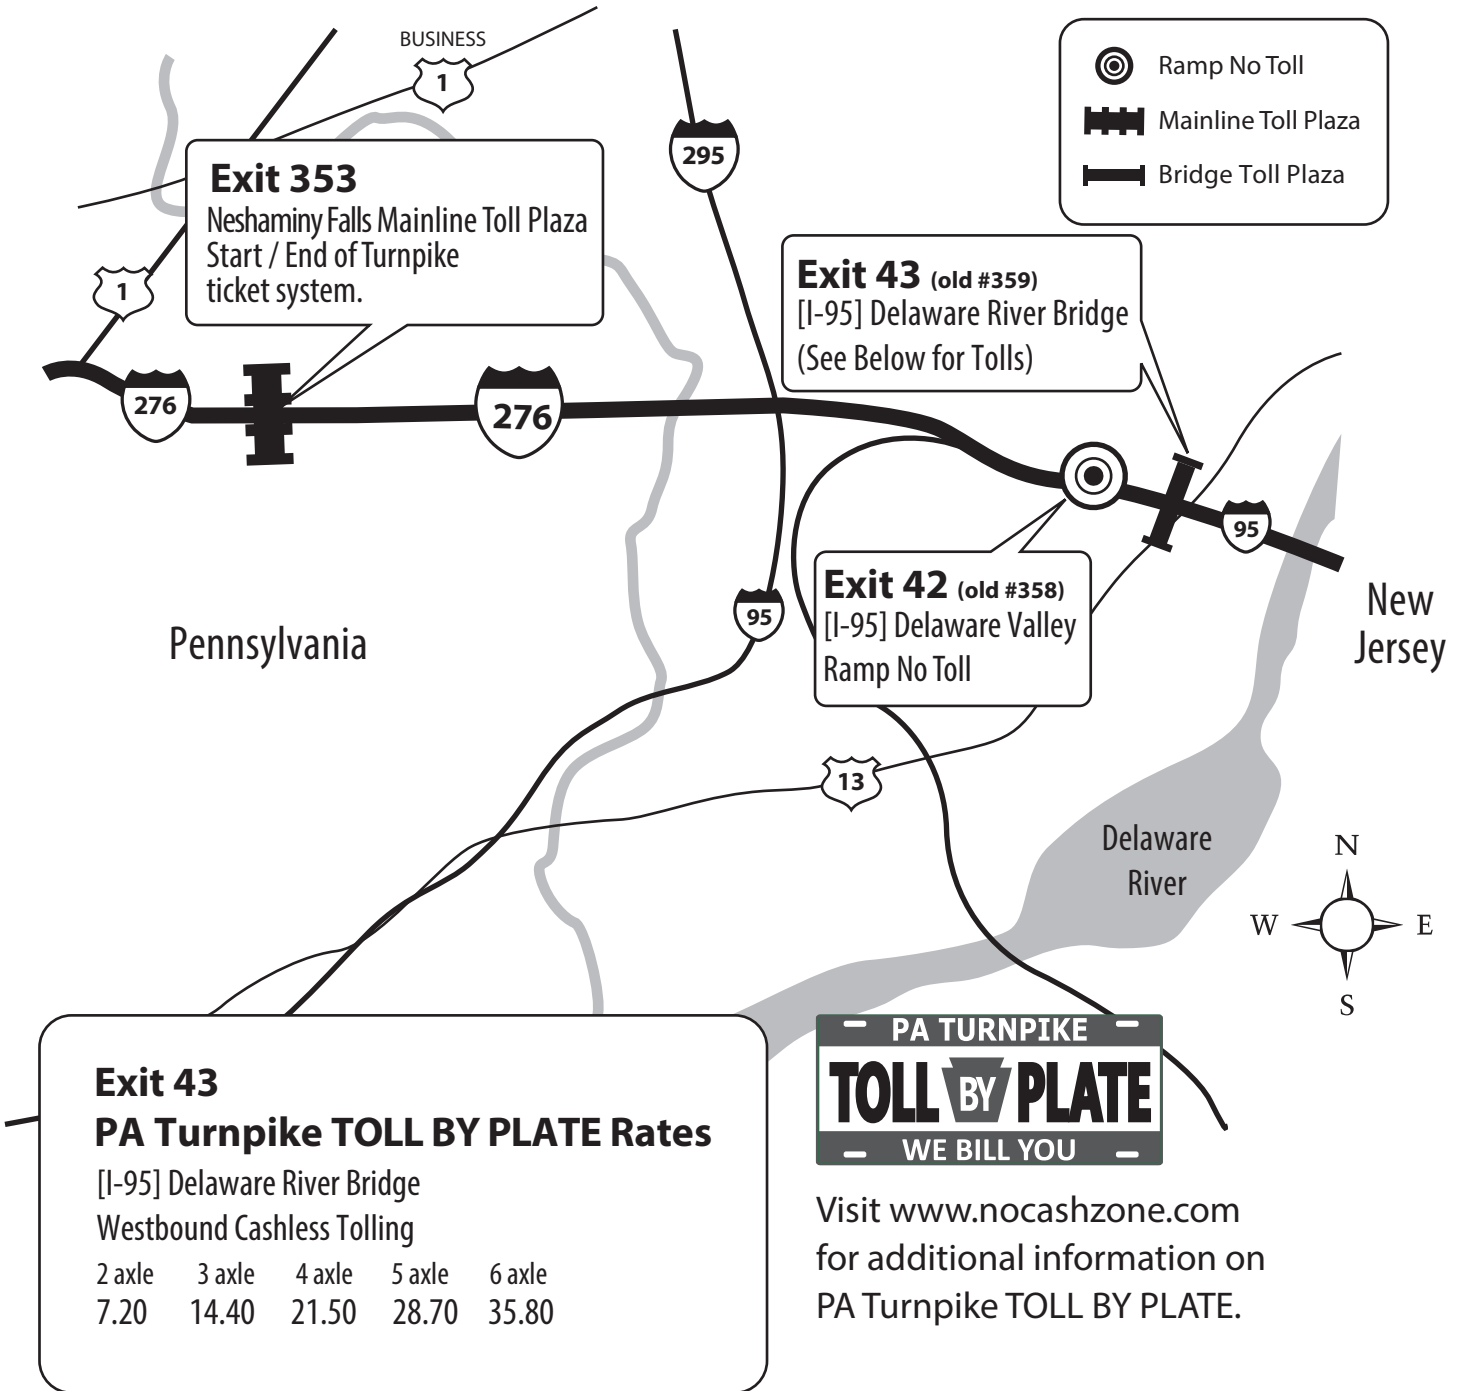 BUSINESS
1
295
Ramp No Toll
Mainline Toll Plaza
Bridge Toll Plaza
Exit 353
Neshaminy Falls Mainline Toll Plaza
Start / End of Turnpike
ticket system.
1
Exit 43 (old #359)
[I-95] Delaware River Bridge
(See Below for Tolls)
276
276
95
Exit 42 (old #358)
[I-95] Delaware Valley
Ramp No Toll
95
New
Jersey
Pennsylvania
13
Delaware
River
N
W
E
S
Exit 43
PA Turnpike TOLL BY PLATE Rates
[I-95] Delaware River Bridge
Westbound Cashless Tolling
2 axle 3 axle 4 axle 5 axle 6 axle
7.20 14.40 21.50 28.70 35.80
PA TURNPIKE
TOLL BY PLATE
WE BILL YOU
Visit www.nocashzone.com
for additional information on
PA Turnpike TOLL BY PLATE.